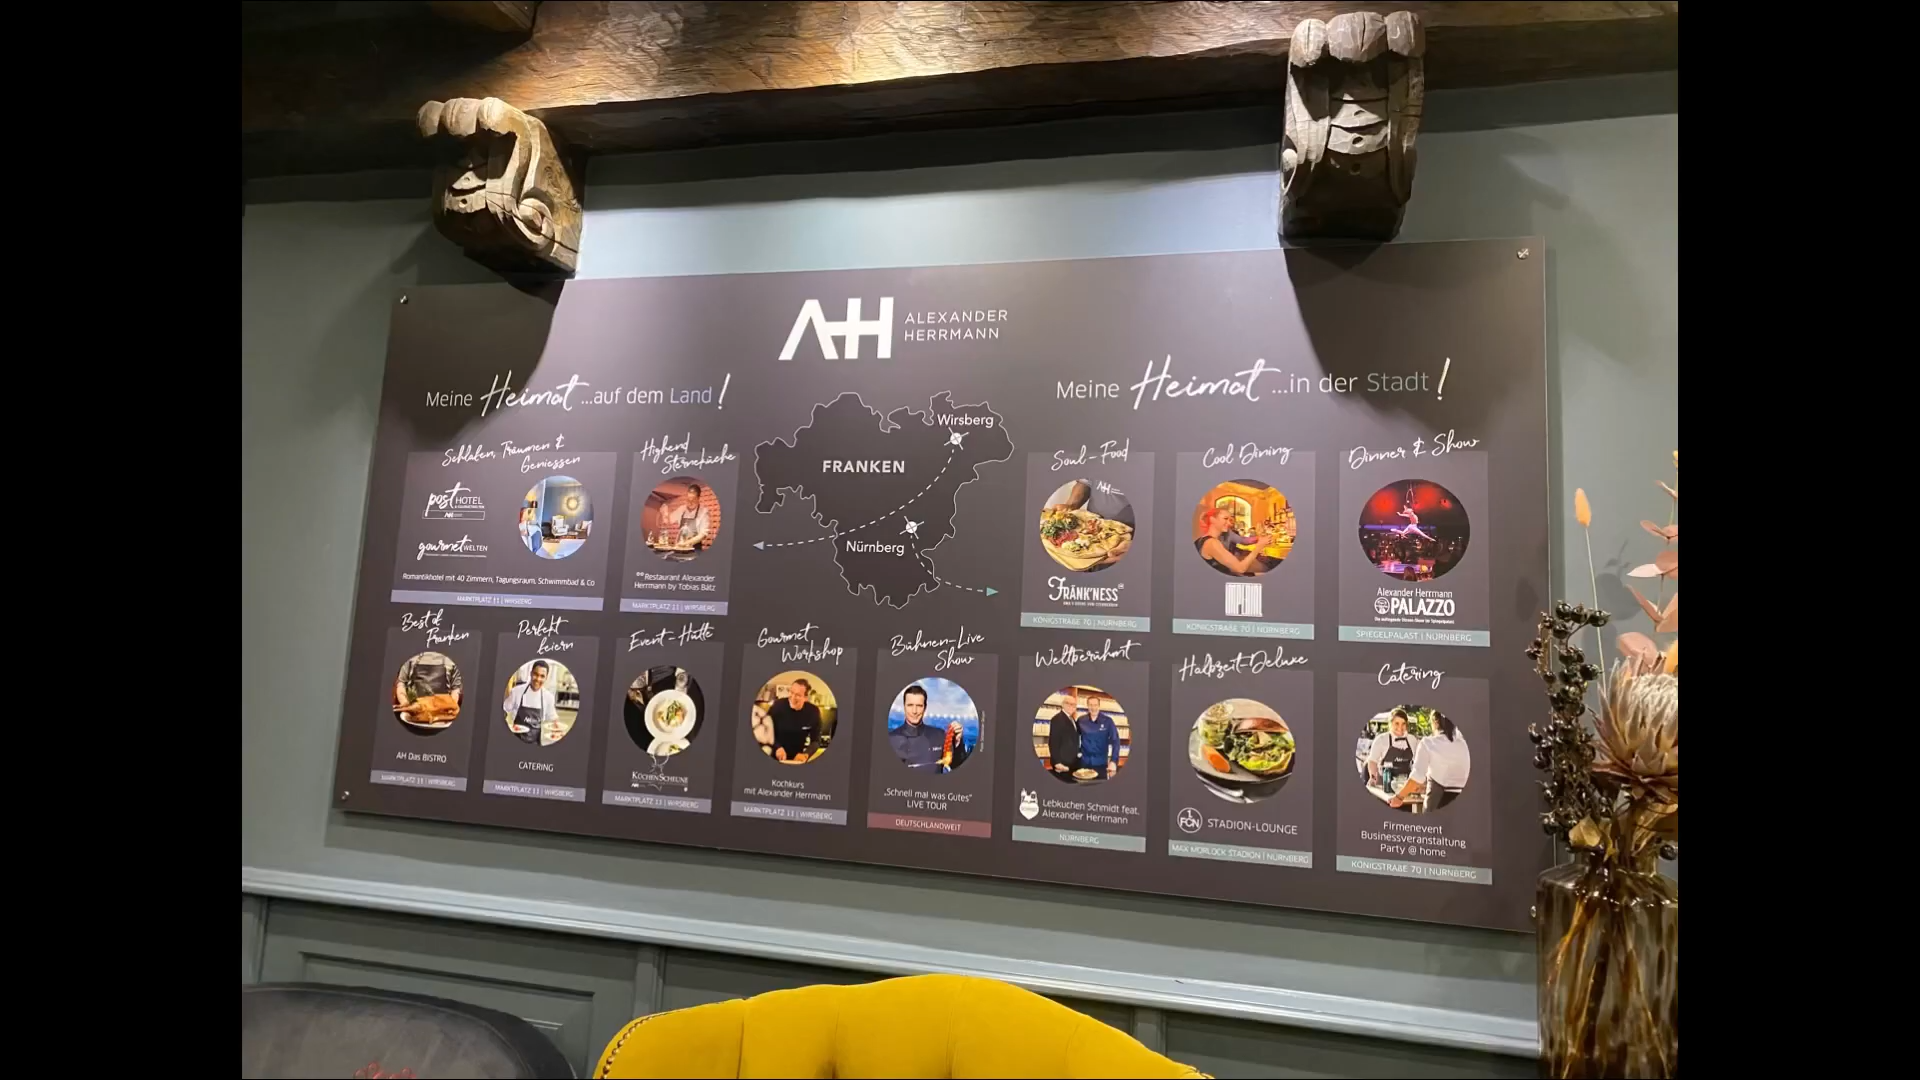 AH ALEXANDER
HERRMANN
Meine Heimat ...auf dem Land!
Meine Heimat ...in der Stadt!
Wirsberg
FRANKEN
Nürnberg
Schlafen, Träumen &
Geniessen
post HOTEL
gourmet WELTEN
Romantikhotel mit 40 Zimmern, Tagungsraum, Schwimmbad & Co
MARKTPLATZ 11 | WIRSBERG
Highend
Sterneküche
**Restaurant Alexander
Herrmann by Tobias Bätz
MARKTPLATZ 11 | WIRSBERG
Soul-Food
AH
FRÄNK'NESS
KÖNIGSTRAßE 70 | NÜRNBERG
Cool Dining
IMPERIUM
KÖNIGSTRAßE 70 | NÜRNBERG
Dinner & Show
Alexander Herrmann
PALAZZO
SPIEGELPALAST | NÜRNBERG
Best of
Franken
AH Das BISTRO
MARKTPLATZ 11 | WIRSBERG
Perfekt
feiern
CATERING
MARKTPLATZ 11 | WIRSBERG
Event-Hütte
KÜCHENSCHEUNE
MARKTPLATZ 11 | WIRSBERG
Gourmet
Workshop
Kochkurs
mit Alexander Herrmann
MARKTPLATZ 11 | WIRSBERG
Bühnen-Live
Show
„Schnell mal was Gutes“
LIVE TOUR
DEUTSCHLANDWEIT
Weltberühmt
Lebkuchen Schmidt feat.
Alexander Herrmann
NÜRNBERG
Halbzeit-Deluxe
1. FCN
STADION-LOUNGE
MAX MORLOCK STADION | NÜRNBERG
Catering
Firmenevent
Businessveranstaltung
Party @ home
KÖNIGSTRAßE 70 | NÜRNBERG